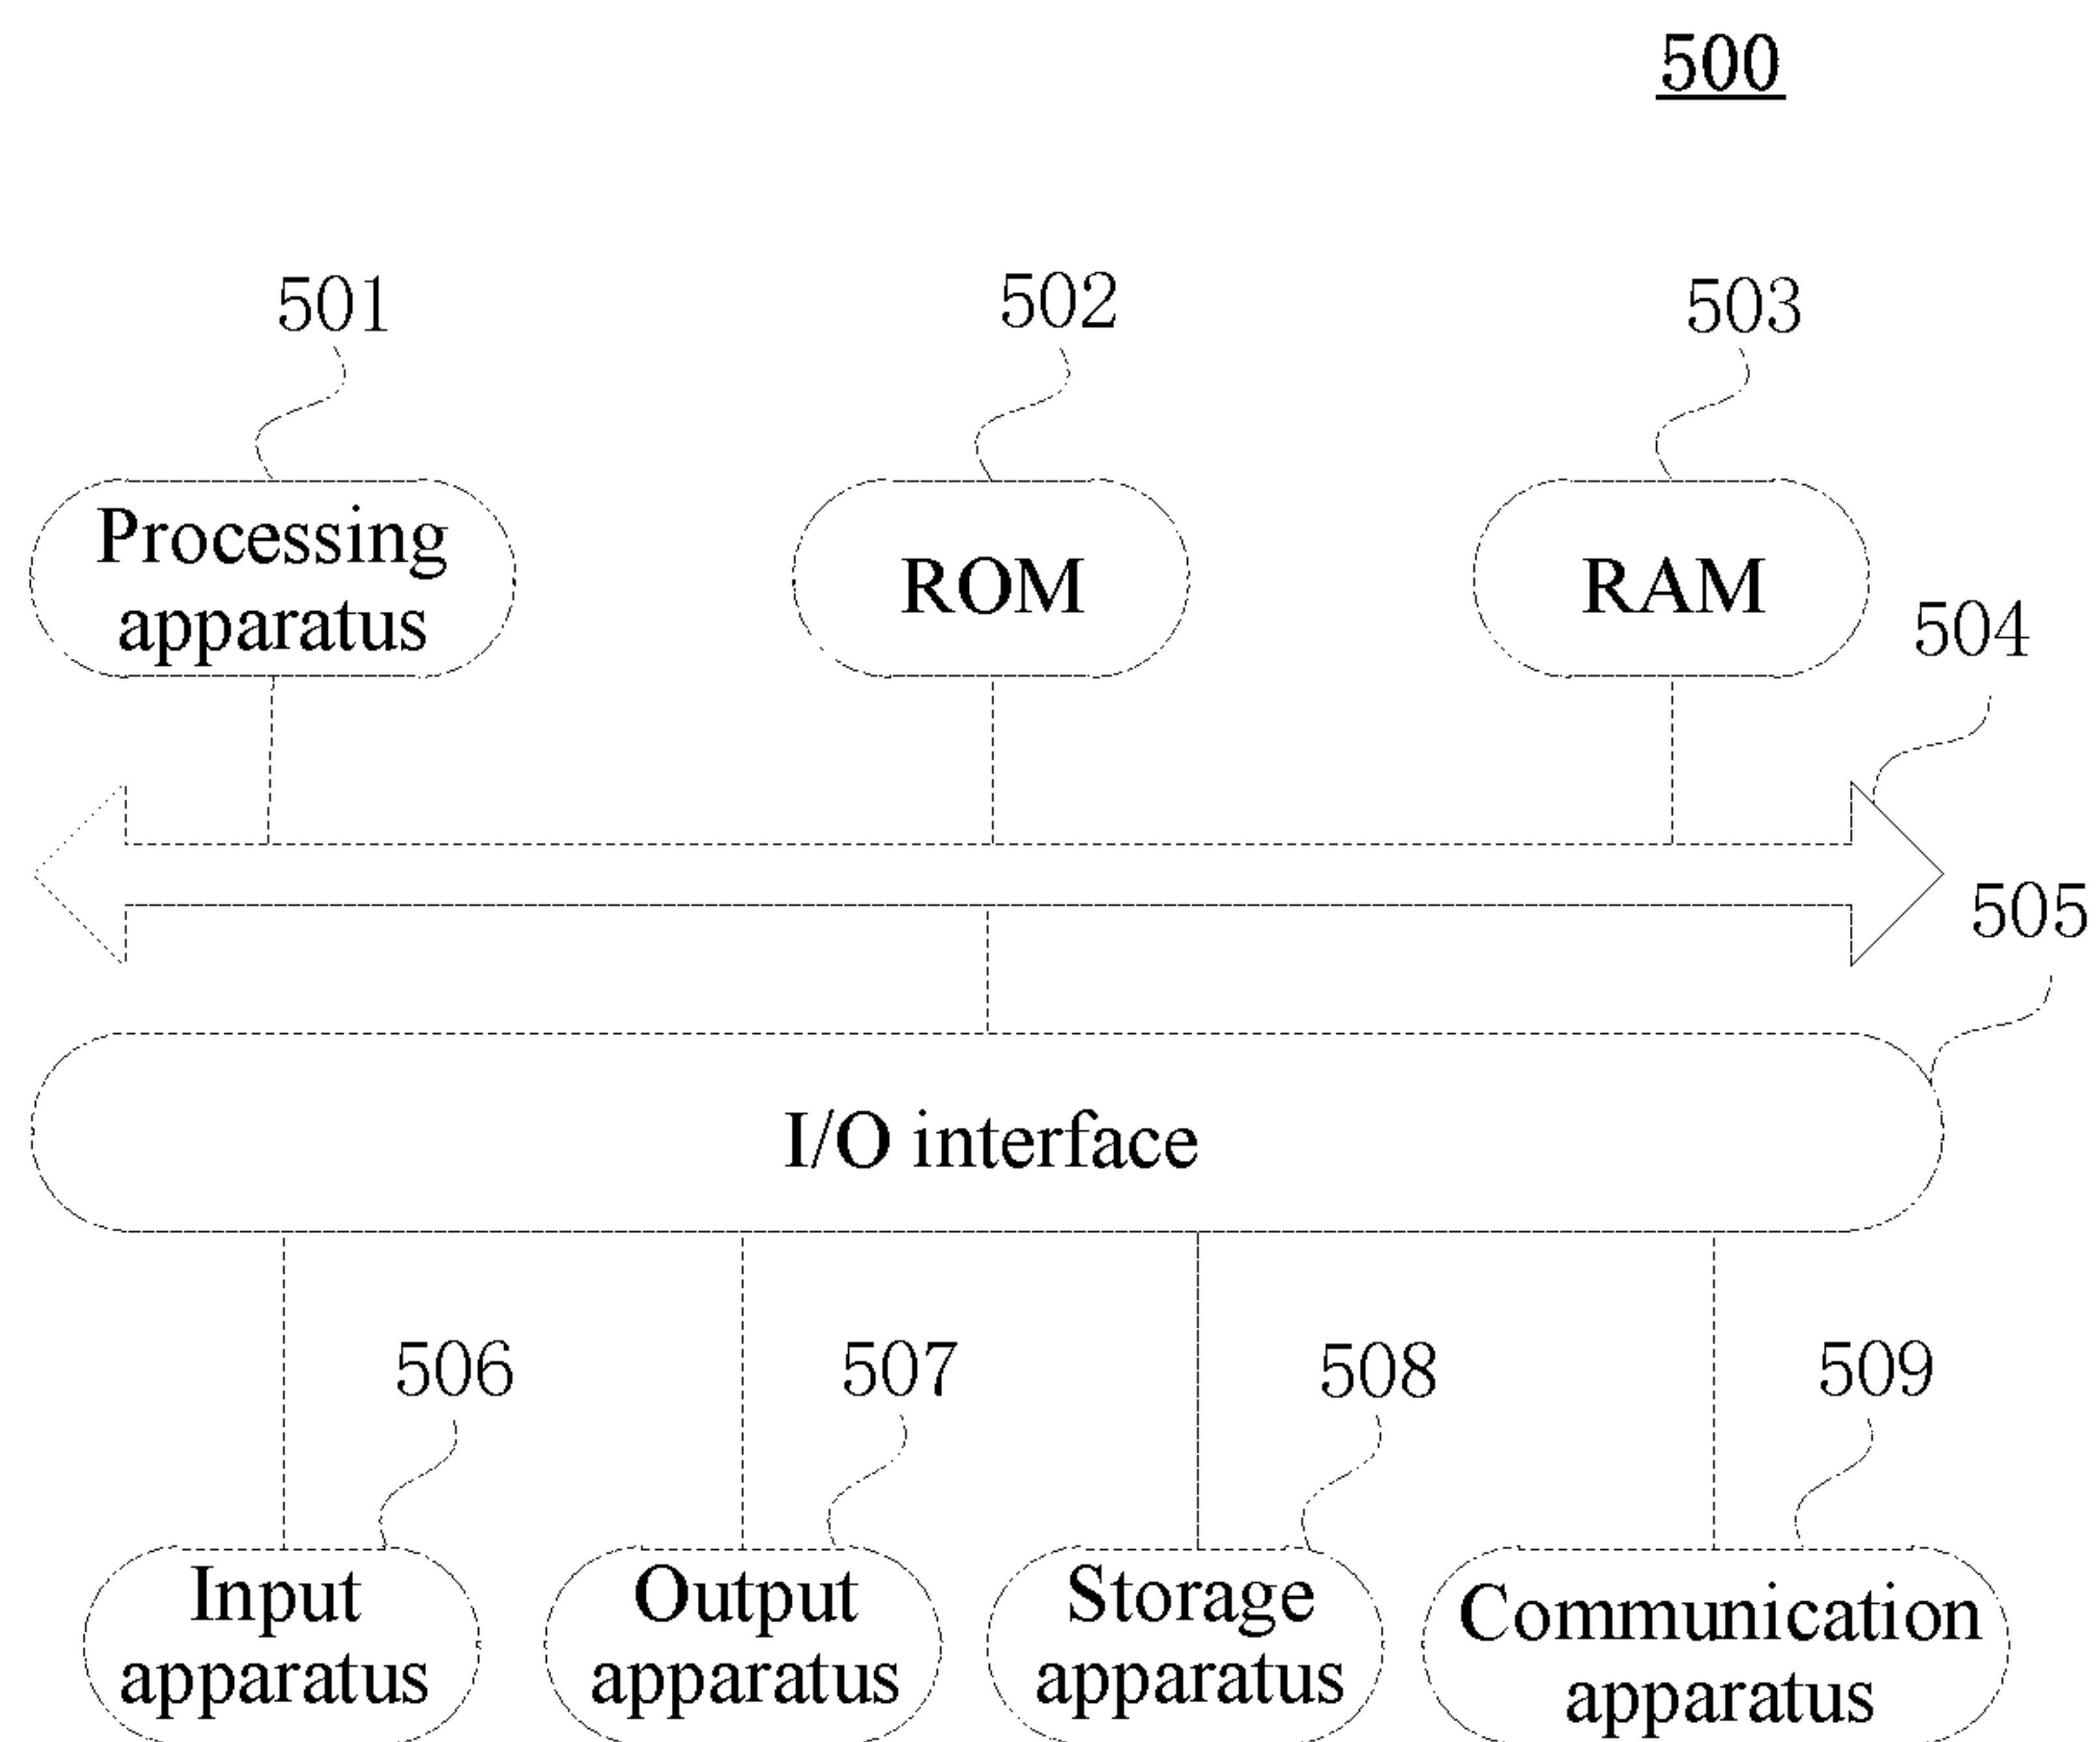 500
501
502
503
Processing
apparatus
ROM
RAM
504
505
I/O interface
506
507
508
509
Input
apparatus
Output
apparatus
Storage
apparatus
Communication
apparatus